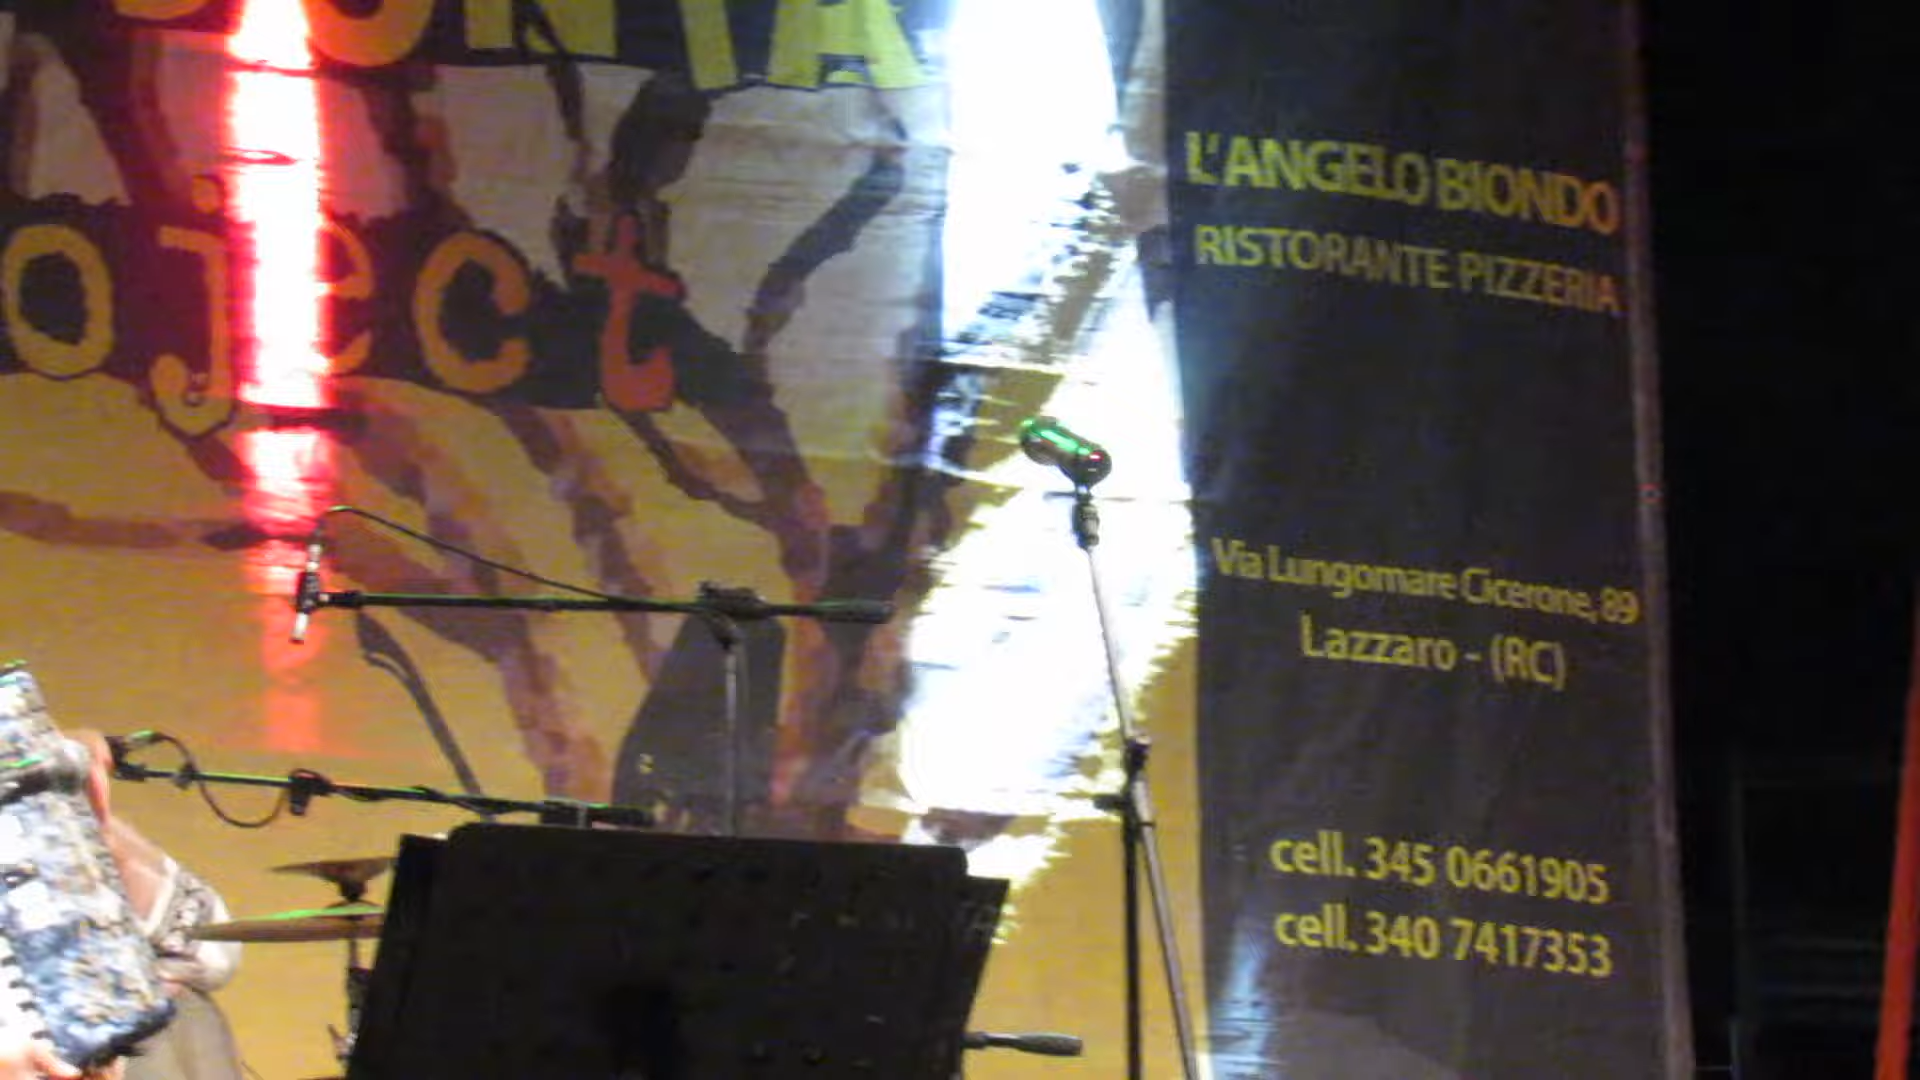 oject
L'ANGELO BIONDO
RISTORANTE PIZZERIA
Via Lungomare Cicerone, 89
Lazzaro - (RC)
cell. 345 0661905
cell. 340 7417353